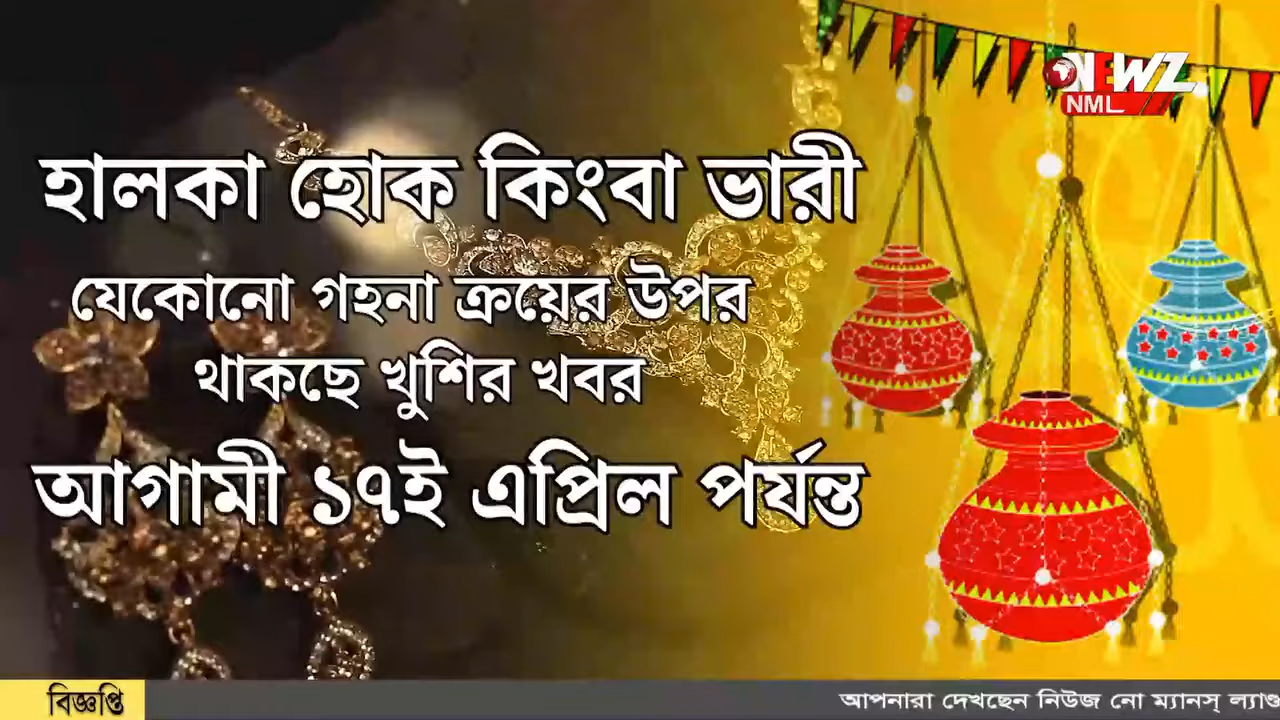 NEWZ
NML
হালকা হোক কিংবা ভারী
যেকোনো গহনা ক্রয়ের উপর
থাকছে খুশির খবর
আগামী ১৭ই এপ্রিল পর্যন্ত
বিজ্ঞপ্তি
আপনারা দেখছেন নিউজ নো ম্যানস্ ল্যাণ্ড